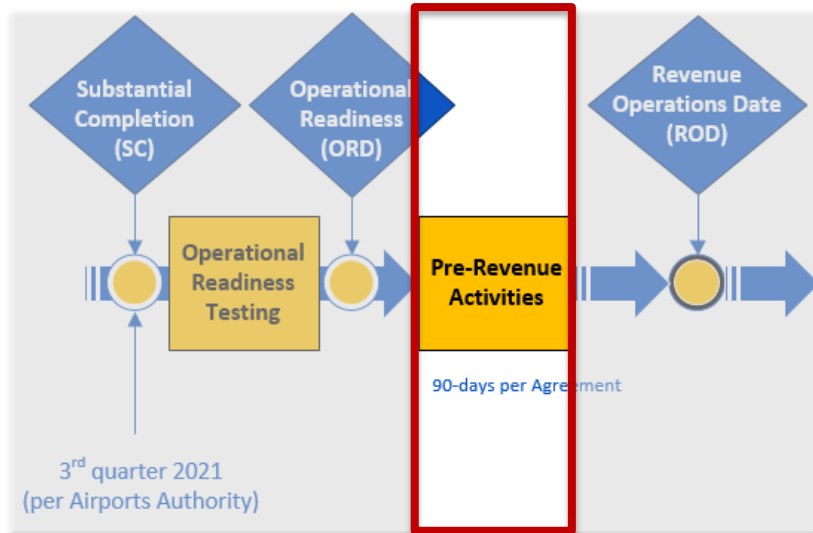 Substantial
Completion
(SC)
Operational
Readiness
(ORD)
Revenue
Operations Date
(ROD)
Operational
Readiness
Testing
Pre-Revenue
Activities
90-days per Agreement
3rd quarter 2021
(per Airports Authority)